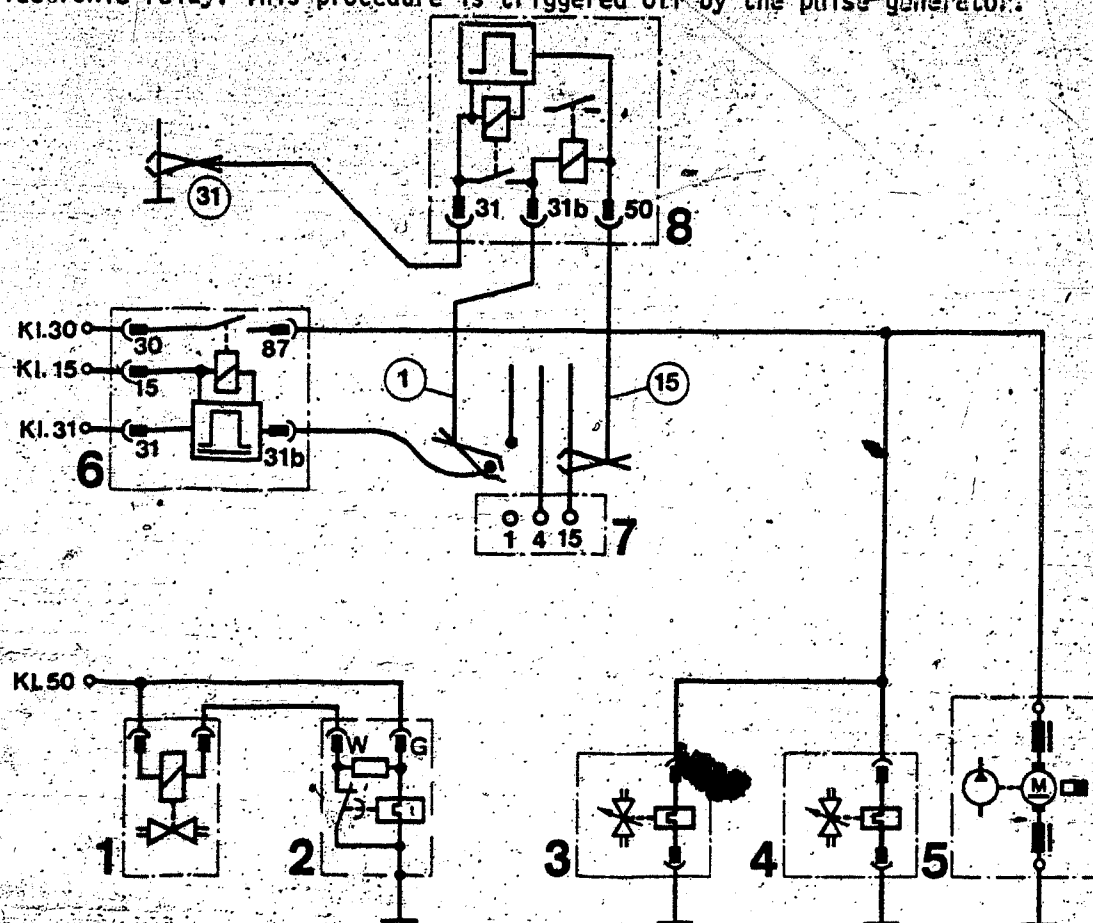 relay. This procedure is triggered off by the pulse generator.
31 31b 50
8
31
Kl.30 30 87
Kl.15 15
Kl.31 31 31b
6
1
15
1 4 15
7
Kl.50
W G
1 2 3 4 5
t
M